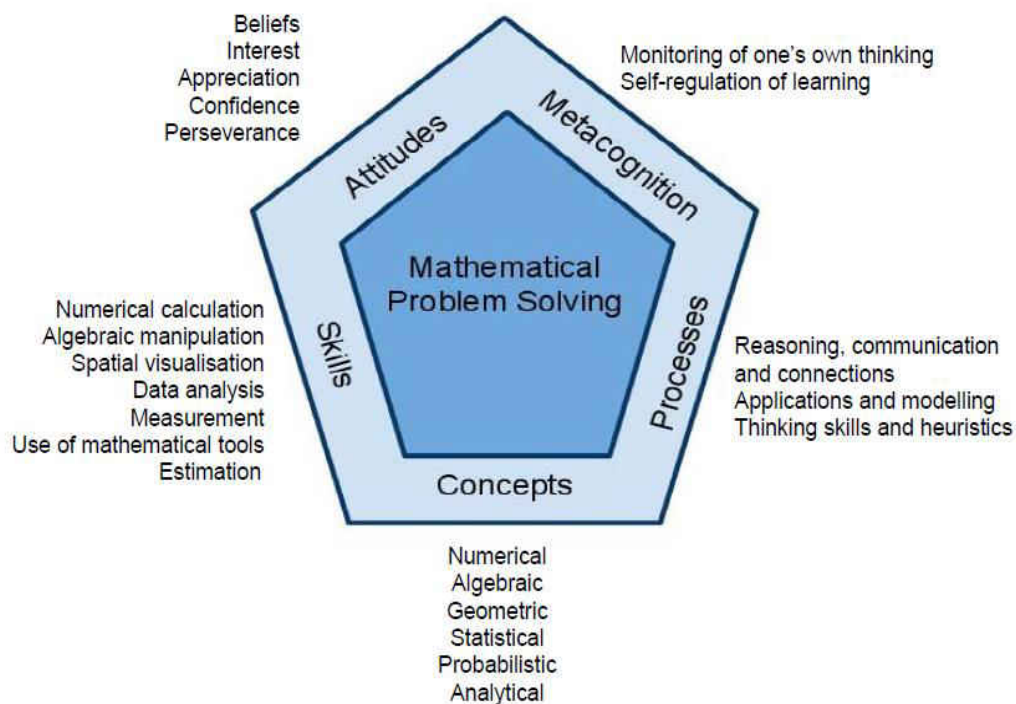 Beliefs
Interest
Appreciation
Confidence
Perseverance
Monitoring of one's own thinking
Self-regulation of learning
Attitudes
Metacognition
Mathematical
Problem Solving
Skills
Processes
Concepts
Numerical calculation
Algebraic manipulation
Spatial visualisation
Data analysis
Measurement
Use of mathematical tools
Estimation
Reasoning, communication
and connections
Applications and modelling
Thinking skills and heuristics
Numerical
Algebraic
Geometric
Statistical
Probabilistic
Analytical